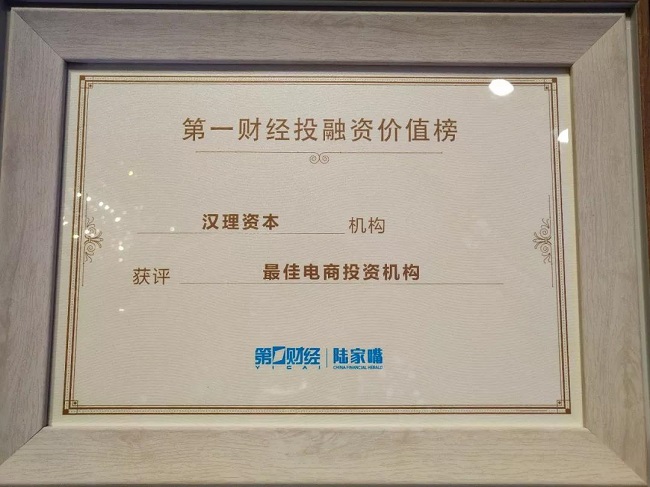 第一财经投融资价值榜
汉理资本 机构
获评 最佳电商投资机构
第一财经 陆家嘴
YICAI CHINA FINANCIAL HERALD